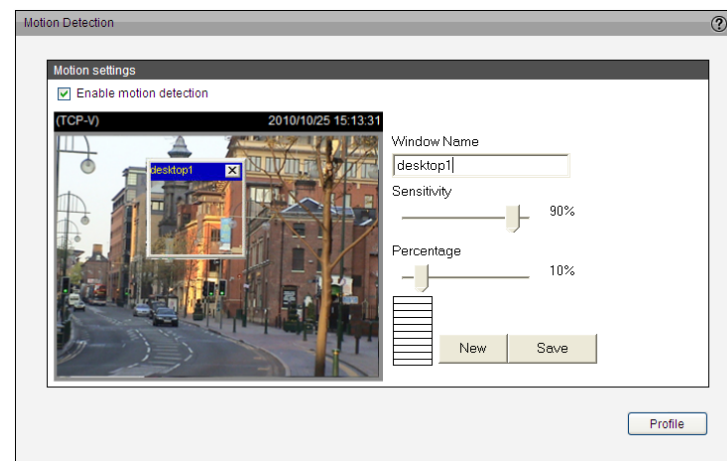 Motion Detection
?
Motion settings
Enable motion detection
(TCP-V) 2010/10/25 15:13:31
desktop1
Window Name
desktop1
Sensitivity
90%
Percentage
10%
New Save
Profile